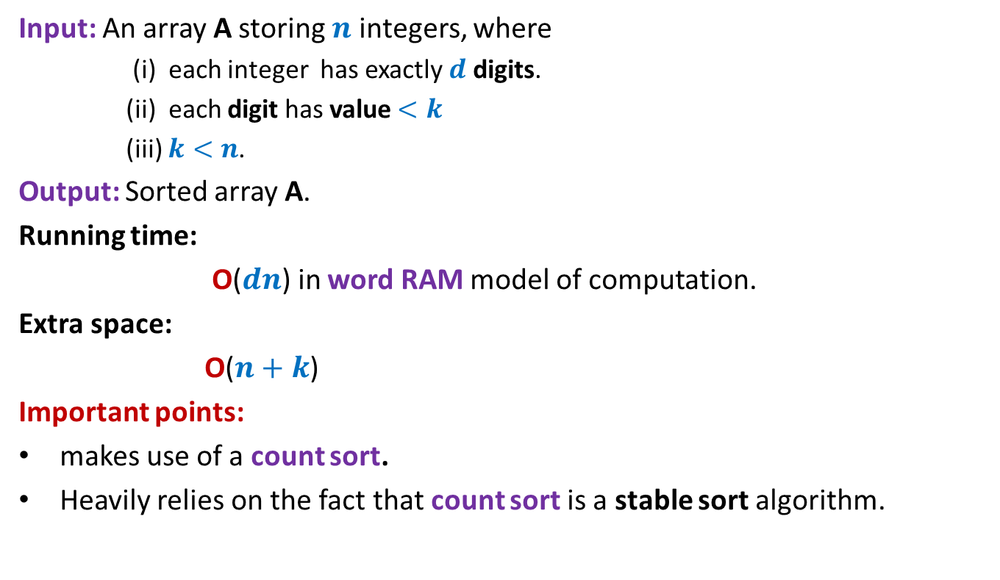 Input: An array A storing n integers, where
(i) each integer has exactly d digits.
(ii) each digit has value < k
(iii) k < n.
Output: Sorted array A.
Running time:
O(dn) in word RAM model of computation.
Extra space:
O(n + k)
Important points:
• makes use of a count sort.
• Heavily relies on the fact that count sort is a stable sort algorithm.